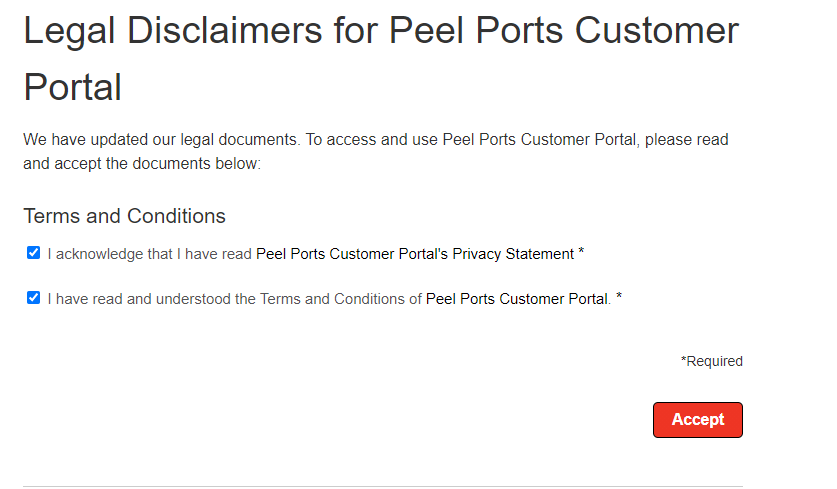 Legal Disclaimers for Peel Ports Customer
Portal
We have updated our legal documents. To access and use Peel Ports Customer Portal, please read
and accept the documents below:
Terms and Conditions
I acknowledge that I have read Peel Ports Customer Portal's Privacy Statement *
I have read and understood the Terms and Conditions of Peel Ports Customer Portal. *
*Required
Accept